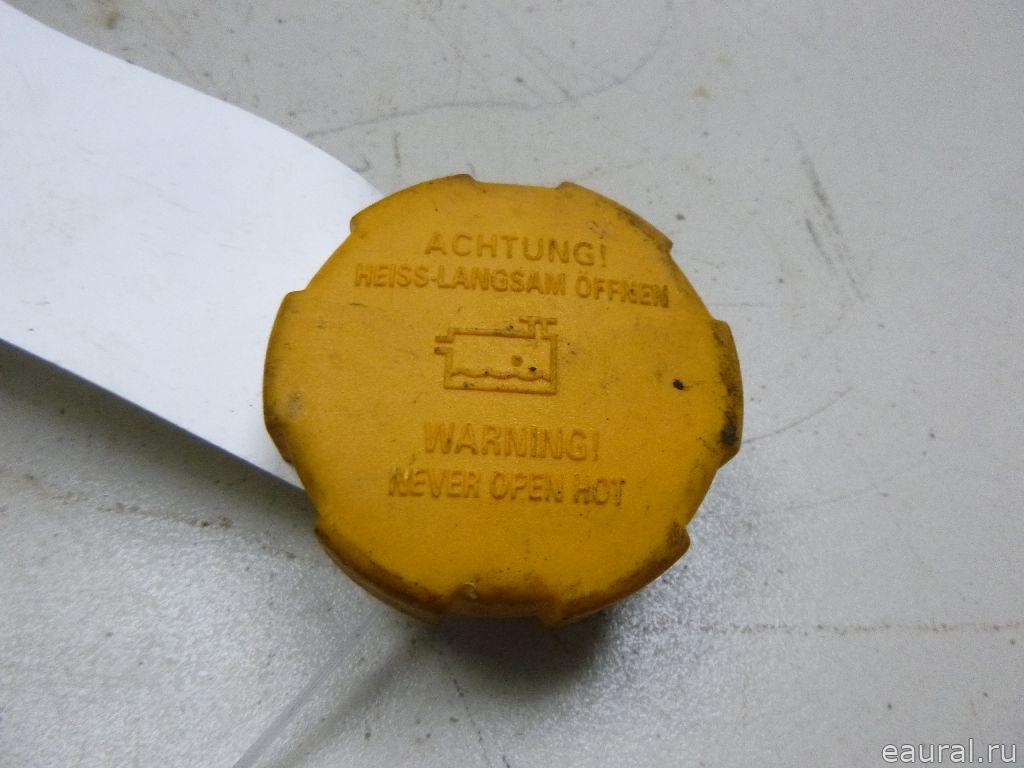 ACHTUNG!
HEISS-LANGSAM ÖFFNEN
WARNING!
NEVER OPEN HOT
eaural.ru